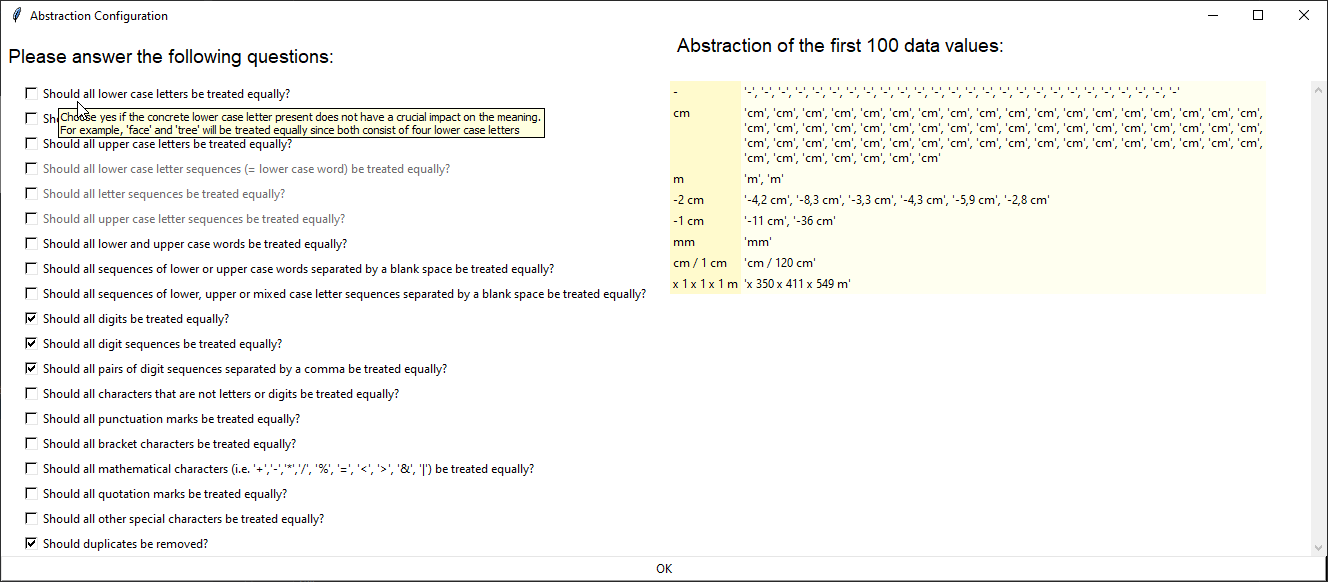 Abstraction Configuration
Please answer the following questions:
Should all lower case letters be treated equally?
Sho
Choose yes if the concrete lower case letter present does not have a crucial impact on the meaning.
For example, 'face' and 'tree' will be treated equally since both consist of four lower case letters
Should all upper case letters be treated equally?
Should all lower case letter sequences (= lower case word) be treated equally?
Should all letter sequences be treated equally?
Should all upper case letter sequences be treated equally?
Should all lower and upper case words be treated equally?
Should all sequences of lower or upper case words separated by a blank space be treated equally?
Should all sequences of lower, upper or mixed case letter sequences separated by a blank space be treated equally?
Should all digits be treated equally?
Should all digit sequences be treated equally?
Should all pairs of digit sequences separated by a comma be treated equally?
Should all characters that are not letters or digits be treated equally?
Should all punctuation marks be treated equally?
Should all bracket characters be treated equally?
Should all mathematical characters (i.e. '+','-','*','/', '%', '=', '<', '>', '&', '|') be treated equally?
Should all quotation marks be treated equally?
Should all other special characters be treated equally?
Should duplicates be removed?
Abstraction of the first 100 data values:
- '-', '-', '-', '-', '-', '-', '-', '-', '-', '-', '-', '-', '-', '-', '-', '-', '-', '-', '-', '-', '-', '-', '-', '-', '-', '-'
cm 'cm', 'cm', 'cm', 'cm', 'cm', 'cm', 'cm', 'cm', 'cm', 'cm', 'cm', 'cm', 'cm', 'cm', 'cm', 'cm', 'cm', 'cm',
'cm', 'cm', 'cm', 'cm', 'cm', 'cm', 'cm', 'cm', 'cm', 'cm', 'cm', 'cm', 'cm', 'cm', 'cm', 'cm', 'cm', 'cm',
'cm', 'cm', 'cm', 'cm', 'cm', 'cm', 'cm', 'cm', 'cm', 'cm', 'cm', 'cm', 'cm', 'cm', 'cm', 'cm', 'cm', 'cm',
'cm', 'cm', 'cm', 'cm', 'cm', 'cm', 'cm'
m 'm', 'm'
-2 cm '-4,2 cm', '-8,3 cm', '-3,3 cm', '-4,3 cm', '-5,9 cm', '-2,8 cm'
-1 cm '-11 cm', '-36 cm'
mm 'mm'
cm / 1 cm 'cm / 120 cm'
x 1 x 1 x 1 m 'x 350 x 411 x 549 m'
OK